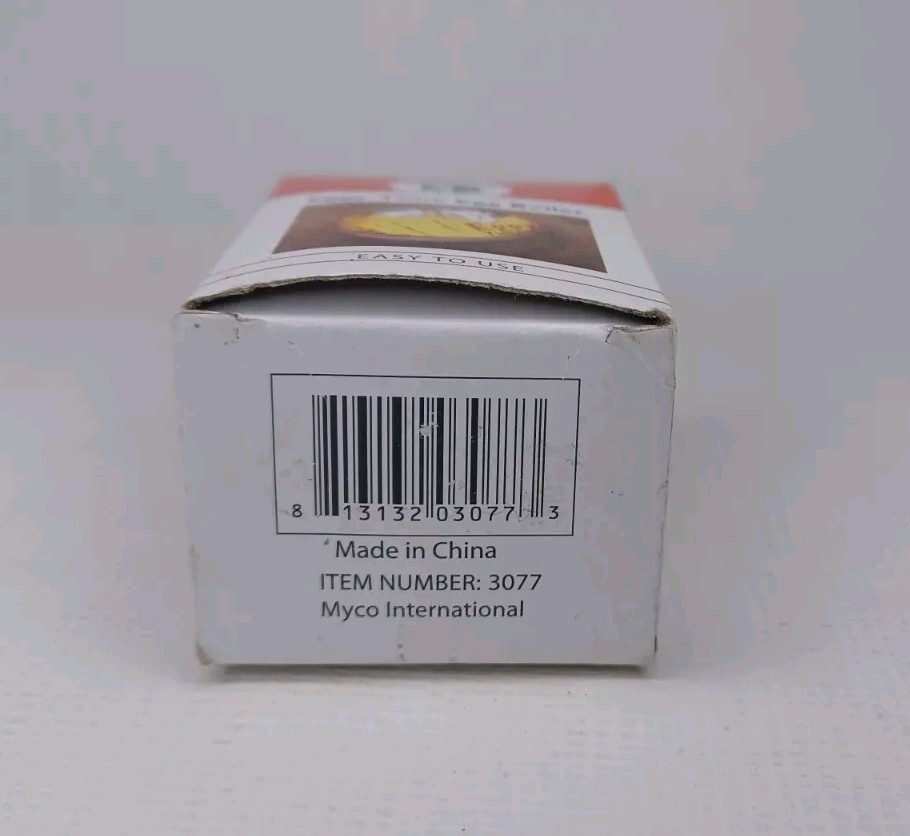 EASY TO USE
8 13132 03077 3
Made in China
ITEM NUMBER: 3077
Myco International